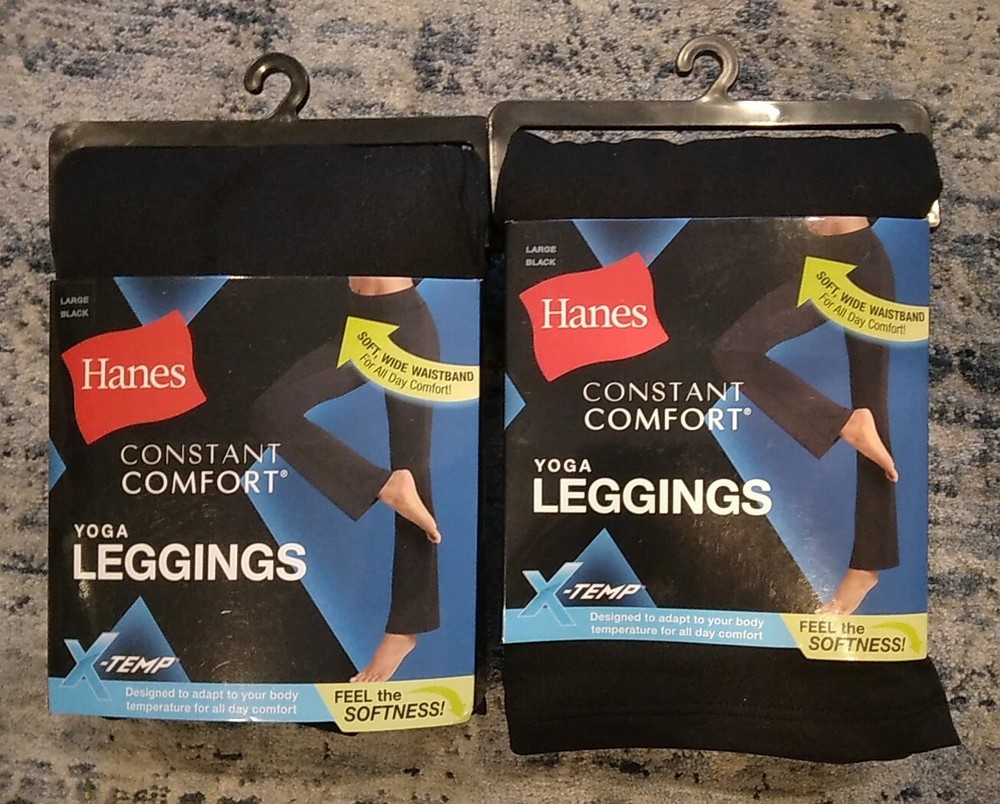 LARGE
BLACK
Hanes
SOFT, WIDE WAISTBAND
For All Day Comfort!
CONSTANT
COMFORT®
YOGA
LEGGINGS
X-TEMP
Designed to adapt to your body
temperature for all day comfort
FEEL the
SOFTNESS!
LARGE
BLACK
Hanes
SOFT, WIDE WAISTBAND
For All Day Comfort!
CONSTANT
COMFORT®
YOGA
LEGGINGS
X-TEMP
Designed to adapt to your body
temperature for all day comfort
FEEL the
SOFTNESS!